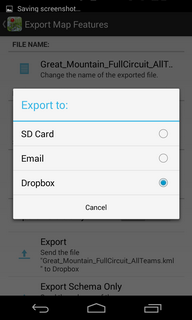 Saving screenshot...
Export Map Features
FILE NAME:
Great_Mountain_FullCircuit_AllT...
Change the name of the exported file.
Export to:
SD Card
Email
Dropbox
Cancel
Export
Send the file
"Great_Mountain_FullCircuit_AllTeams.kml
" to Dropbox
Export Schema Only